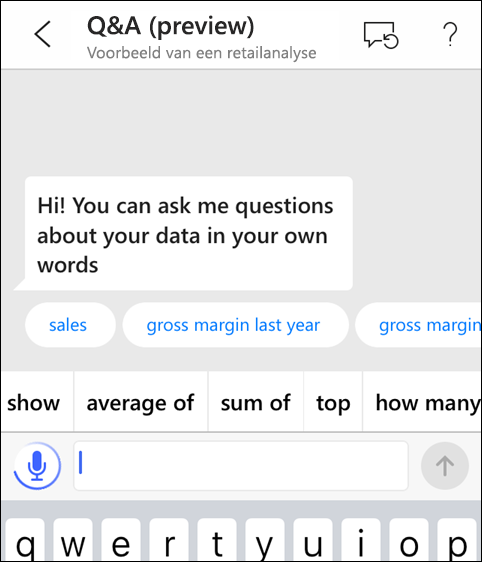 Q&A (preview)
Voorbeeld van een retailanalyse
?
Hi! You can ask me questions
about your data in your own
words
sales gross margin last year gross margin
show average of sum of top how many
q w e r t y u i o p